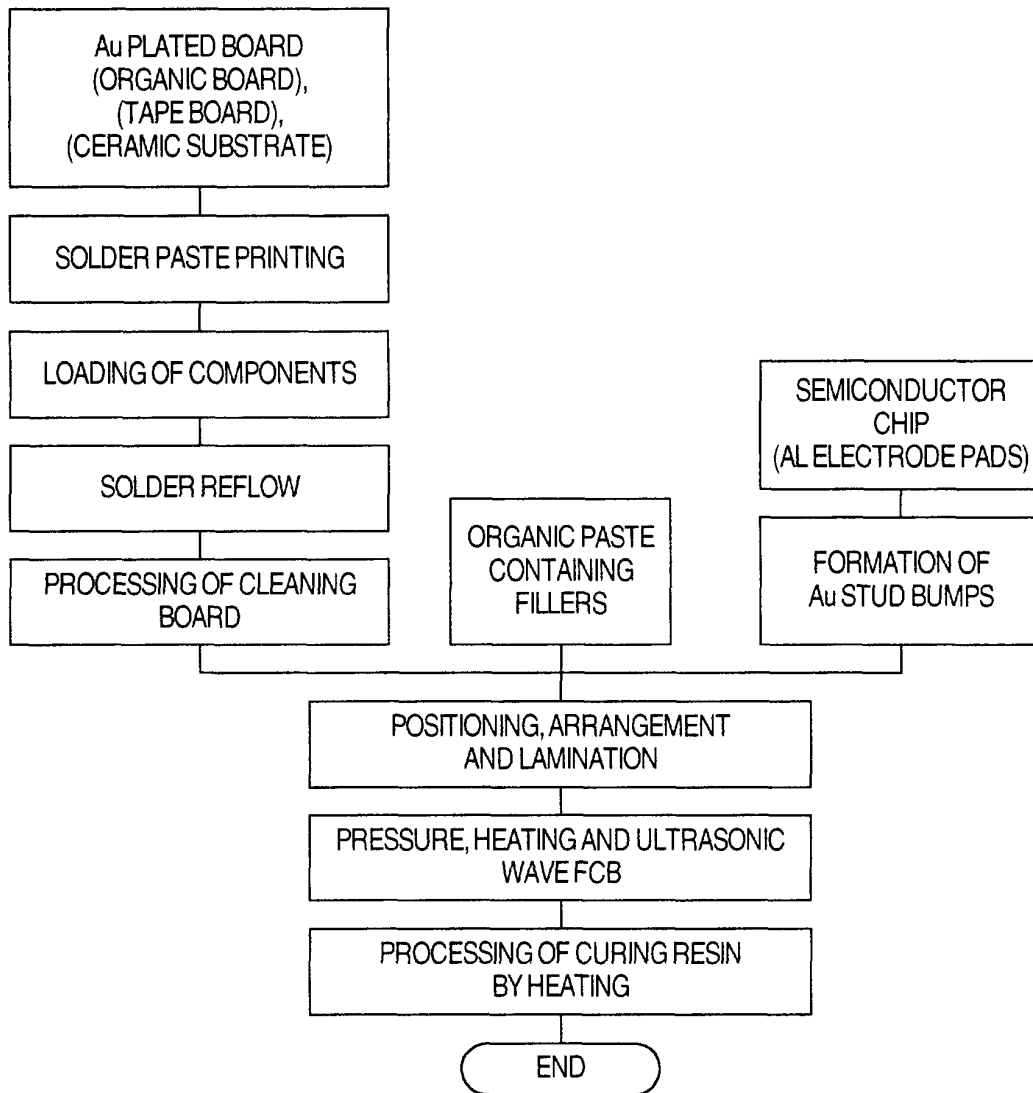 Au PLATED BOARD
(ORGANIC BOARD),
(TAPE BOARD),
(CERAMIC SUBSTRATE)
SOLDER PASTE PRINTING
LOADING OF COMPONENTS
SOLDER REFLOW
PROCESSING OF CLEANING
BOARD
ORGANIC PASTE
CONTAINING
FILLERS
SEMICONDUCTOR
CHIP
(AL ELECTRODE PADS)
FORMATION OF
Au STUD BUMPS
POSITIONING, ARRANGEMENT
AND LAMINATION
PRESSURE, HEATING AND ULTRASONIC
WAVE FCB
PROCESSING OF CURING RESIN
BY HEATING
END